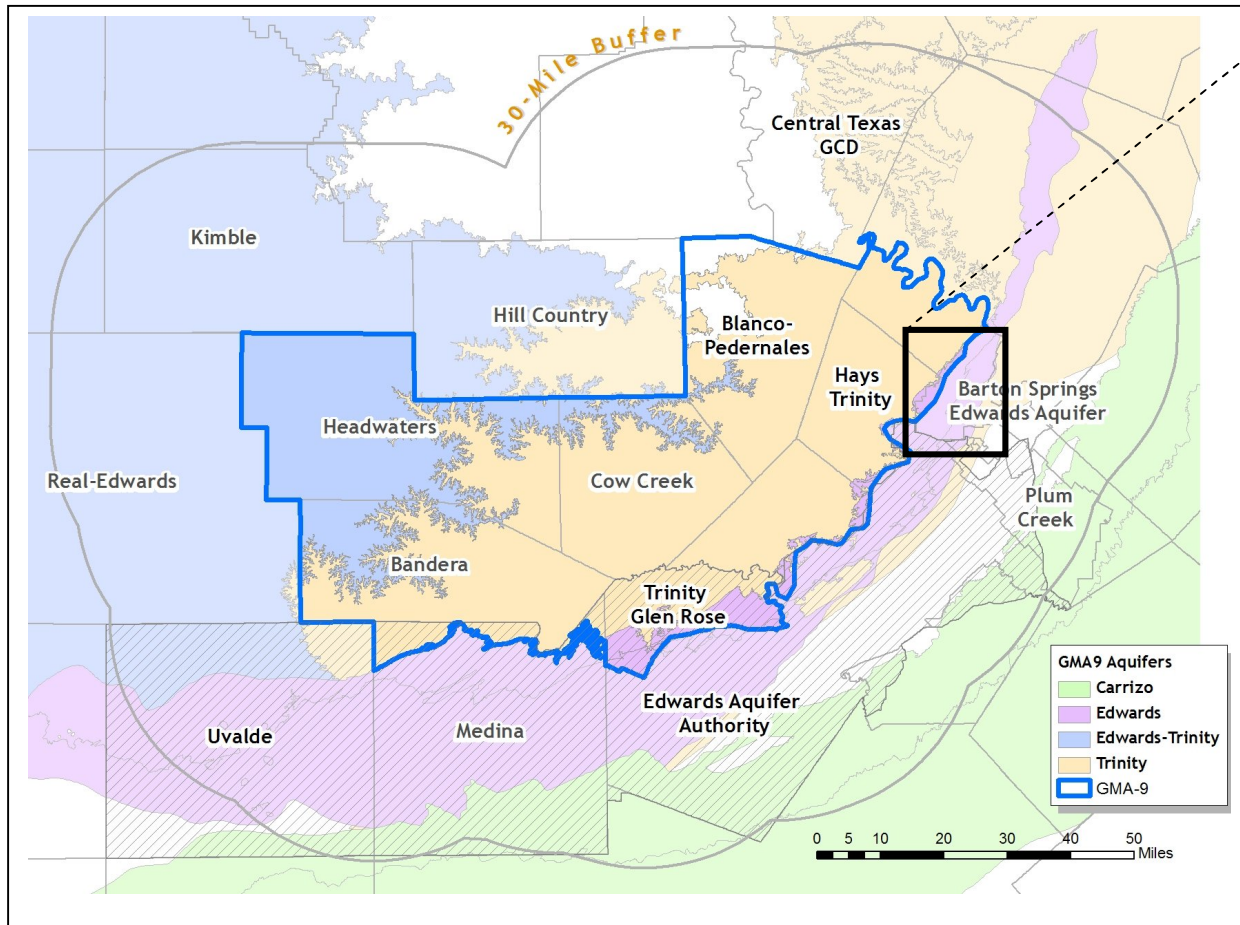 30-Mile Buffer
Central Texas
GCD
Kimble
Hill Country
Blanco-
Pedernales
Hays
Trinity
Barton Springs
Edwards Aquifer
Headwaters
Real-Edwards
Cow Creek
Plum
Creek
Bandera
Trinity
Glen Rose
Edwards Aquifer
Authority
Uvalde
Medina
GMA9 Aquifers
Carrizo
Edwards
Edwards-Trinity
Trinity
GMA-9
0 5 10 20 30 40 50
Miles